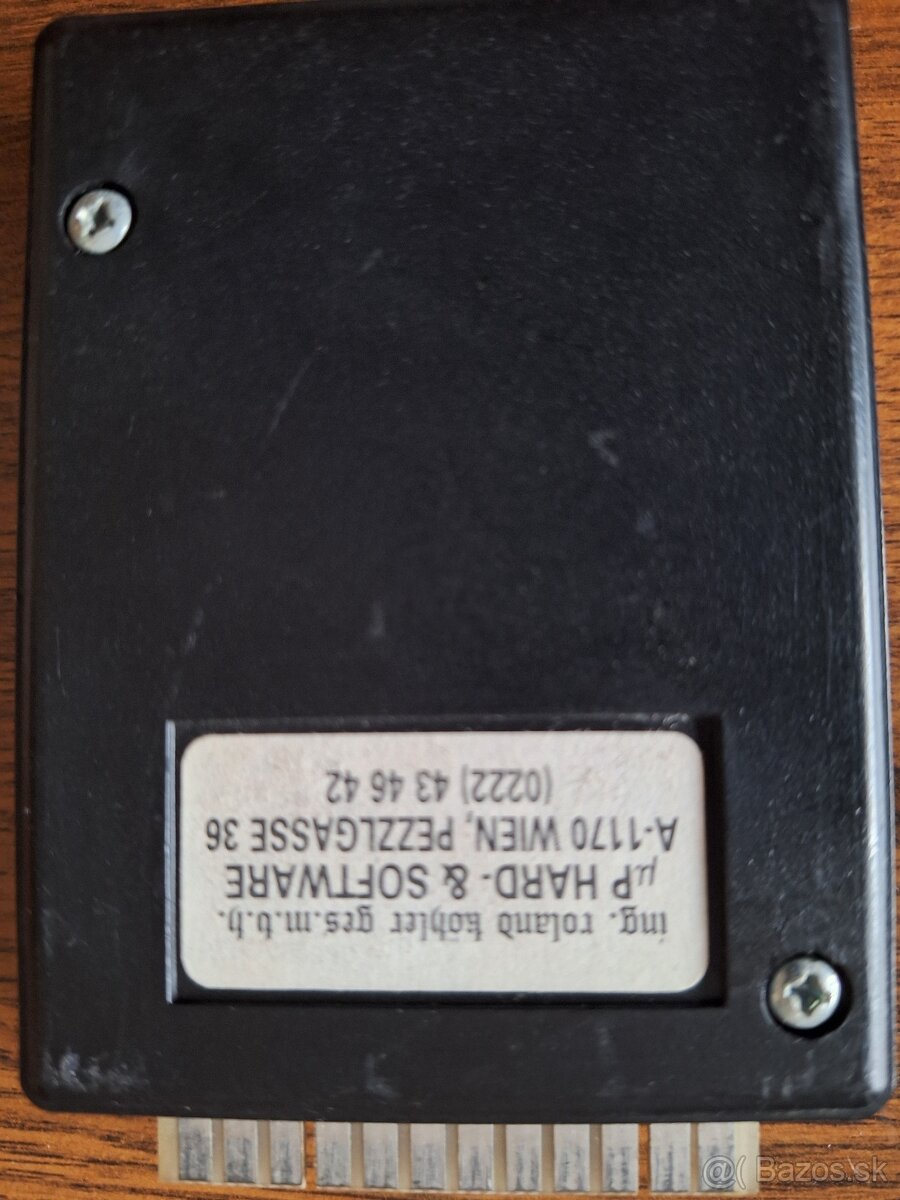 ing. roland köhler ges.m.b.h.
µP HARD- & SOFTWARE
A-1170 WIEN, PEZZLGASSE 36
(0222) 43 46 42
@( Bazos.sk